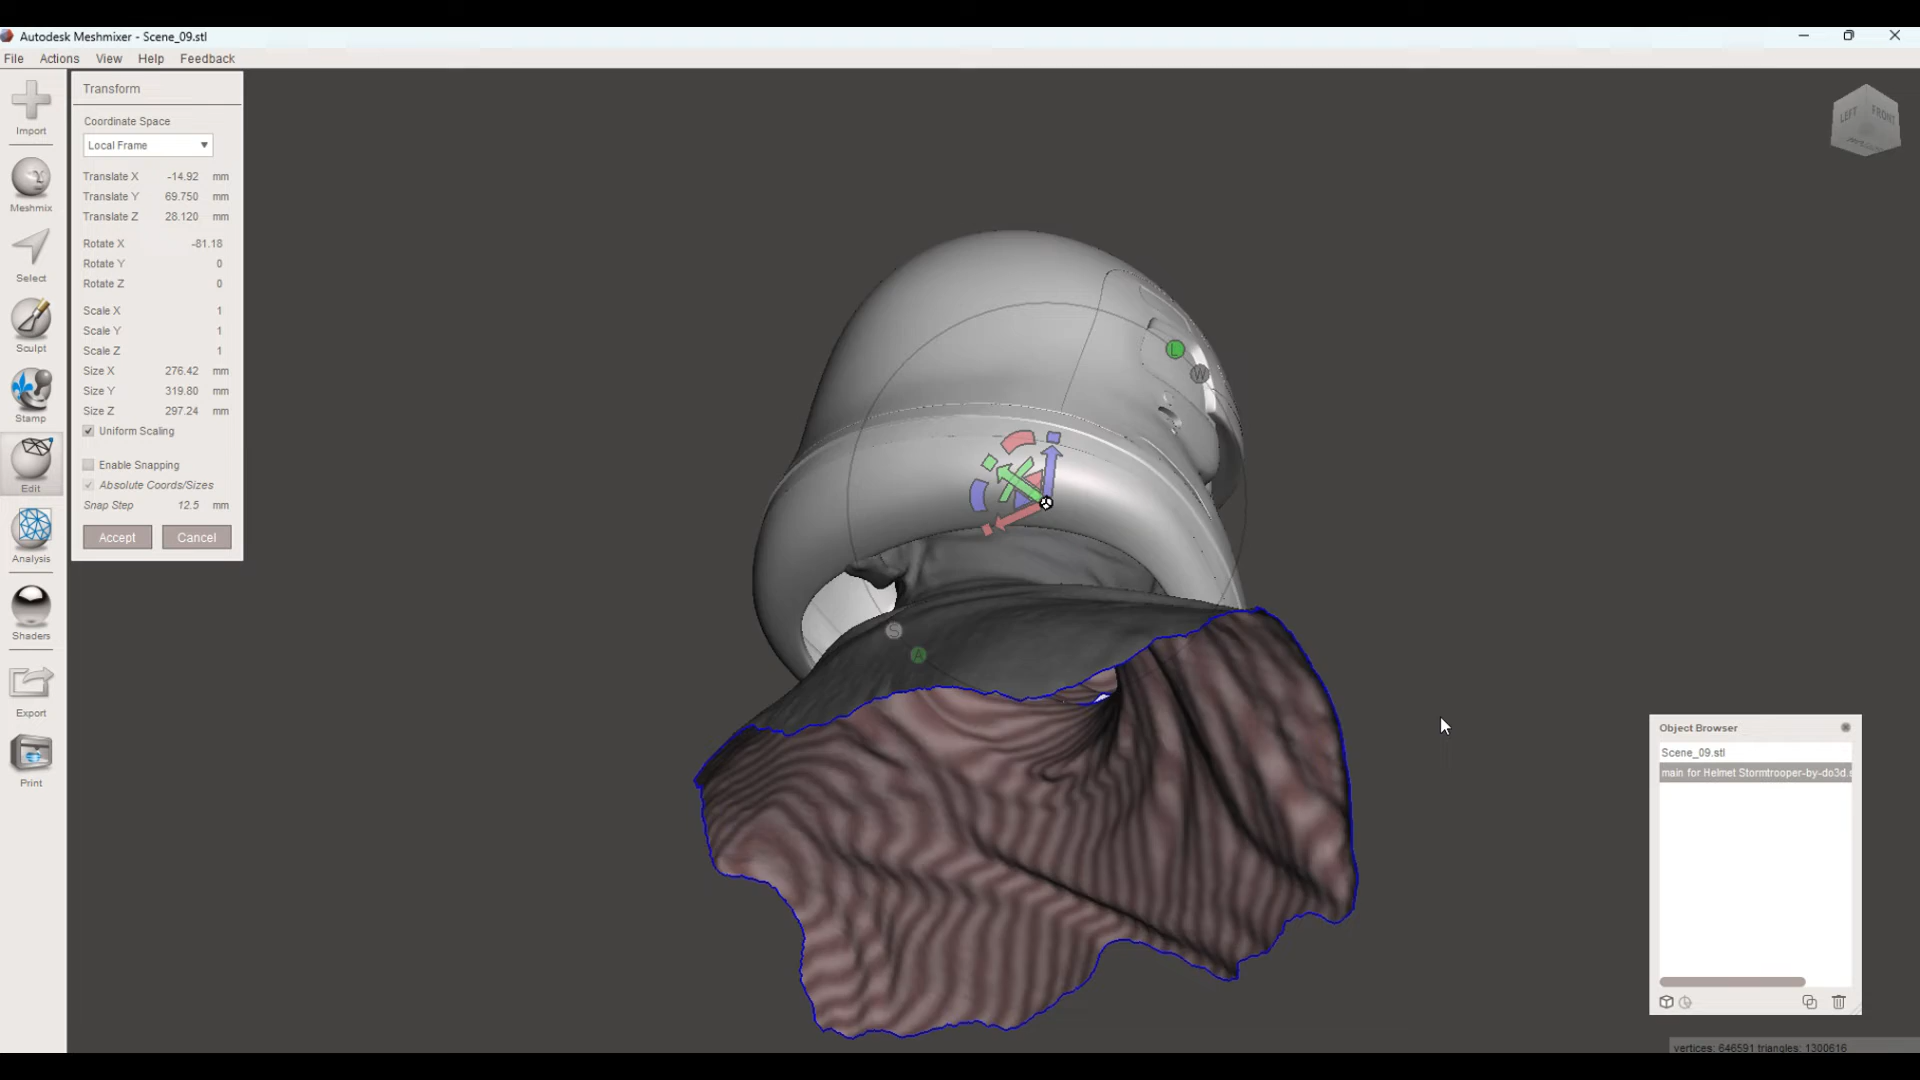 Autodesk Meshmixer - Scene_09.stl
File Actions View Help Feedback
Import
Meshmix
Select
Sculpt
Stamp
Edit
Analysis
Shaders
Export
Print
Transform
Coordinate Space
Local Frame
Translate X -14.92 mm
Translate Y 69.750 mm
Translate Z 28.120 mm
Rotate X -81.18
Rotate Y 0
Rotate Z 0
Scale X 1
Scale Y 1
Scale Z 1
Size X 276.42 mm
Size Y 319.80 mm
Size Z 297.24 mm
Uniform Scaling
Enable Snapping
Absolute Coords/Sizes
Snap Step 12.5 mm
Accept Cancel
LEFT FRONT
L
W
S
A
Object Browser
Scene_09.stl
main for Helmet Stormtrooper-by-do3d.s
vertices: 646591 triangles: 1300616